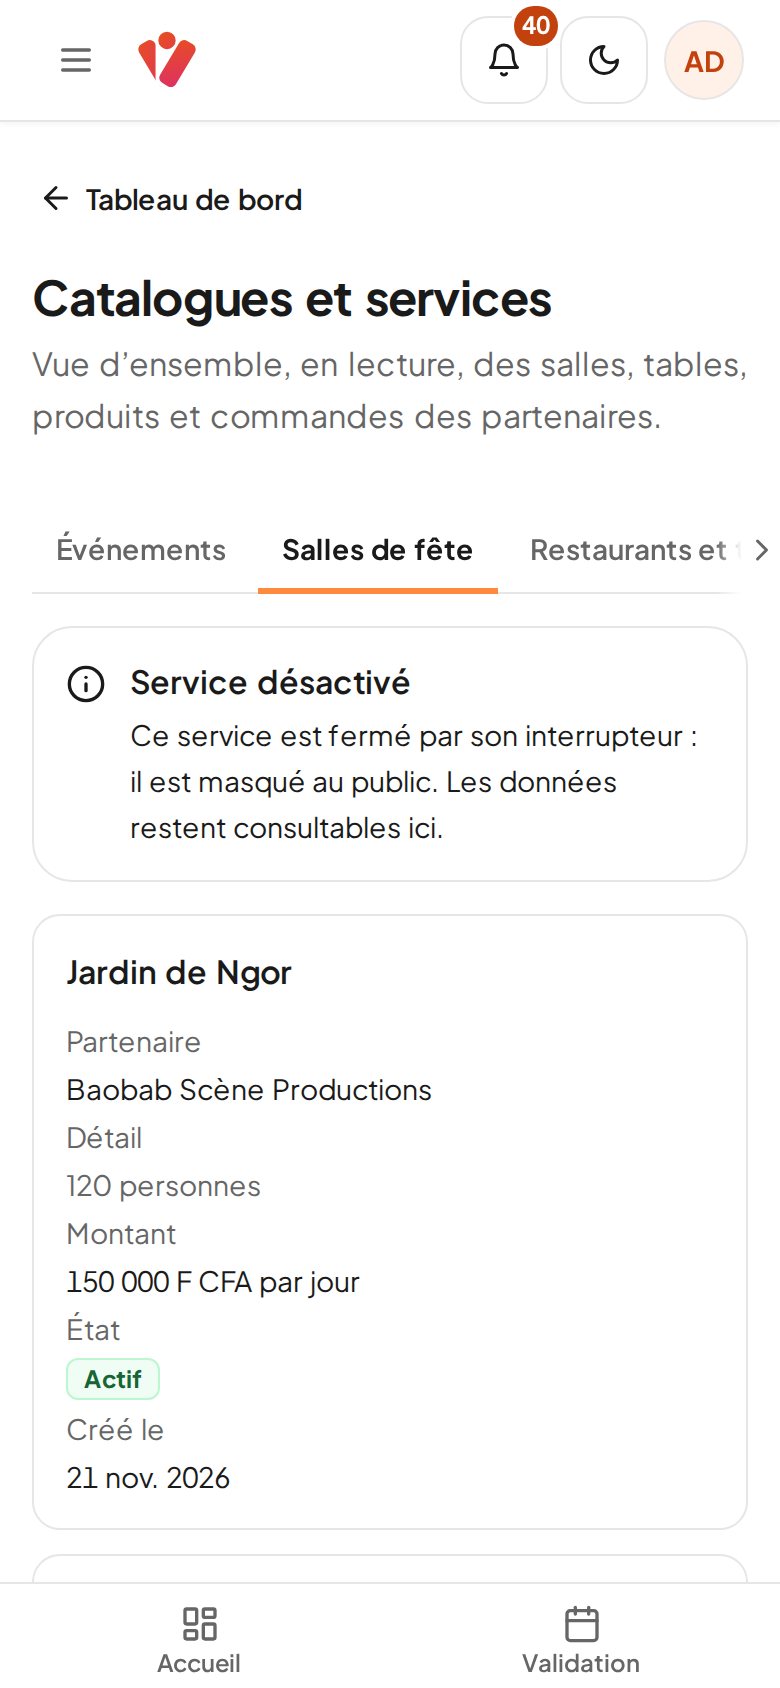 40
AD
Tableau de bord
Catalogues et services
Vue d’ensemble, en lecture, des salles, tables,
produits et commandes des partenaires.
Événements
Salles de fête
Restaurants et
Service désactivé
Ce service est fermé par son interrupteur :
il est masqué au public. Les données
restent consultables ici.
Jardin de Ngor
Partenaire
Baobab Scène Productions
Détail
120 personnes
Montant
150 000 F CFA par jour
État
Actif
Créé le
21 nov. 2026
Accueil
Validation